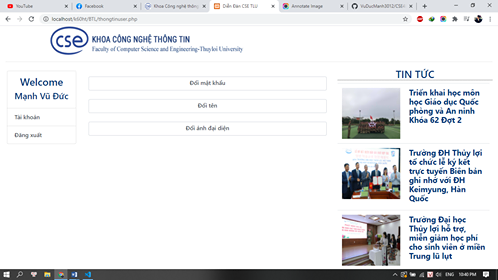 YouTube
Facebook
Khoa Công nghệ thông
Diễn Đàn CSE TLU
Annotate Image
VuDucManh3012/CSE
localhost/k60ht/BTL/thongtinuser.php
cse
KHOA CÔNG NGHỆ THÔNG TIN
Faculty of Computer Science and Engineering-Thuyloi University
Welcome
Mạnh Vũ Đức
Tài khoản
Đăng xuất
Đổi mật khẩu
Đổi tên
Đổi ảnh đại diện
TIN TỨC
Triển khai học môn
học Giáo dục Quốc
phòng và An ninh
Khóa 62 Đợt 2
Trường ĐH Thủy lợi
tổ chức lễ ký kết
trực tuyến Biên bản
ghi nhớ với ĐH
Keimyung, Hàn
Quốc
Trường Đại học
Thủy lợi hỗ trợ,
miễn giảm học phí
cho sinh viên ở miền
Trung lũ lụt
10:40 PM